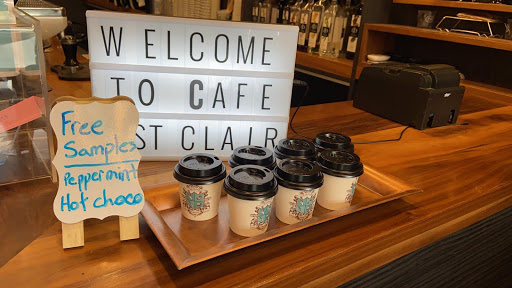 WELCOME
TO CAFE
ST CLAIR
Free
Samples
Peppermint
Hot choco